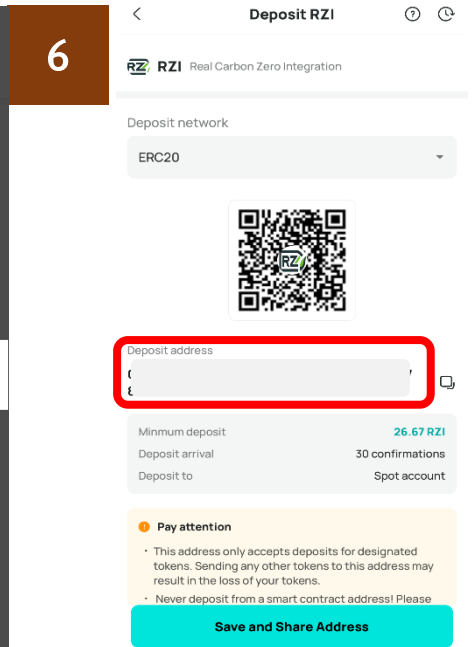 6
Deposit RZI
RZI RZI Real Carbon Zero Integration
Deposit network
ERC20
RZ
Deposit address
Minmum deposit 26.67 RZI
Deposit arrival 30 confirmations
Deposit to Spot account
Pay attention
· This address only accepts deposits for designated
tokens. Sending any other tokens to this address may
result in the loss of your tokens.
· Never deposit from a smart contract address! Please
Save and Share Address